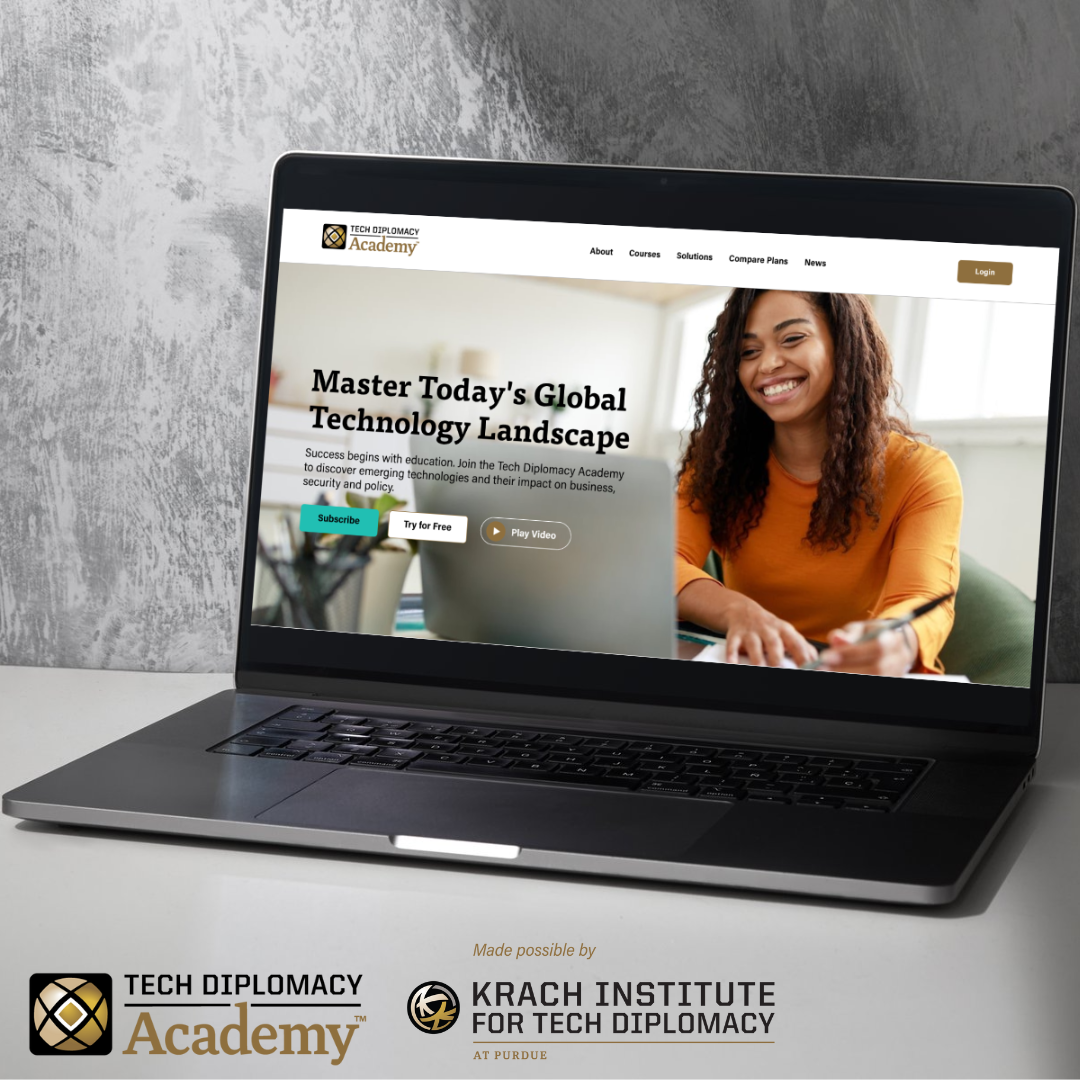 TECH DIPLOMACY
Academy™
About Courses Solutions Compare Plans News
Login
Master Today's Global
Technology Landscape
Success begins with education. Join the Tech Diplomacy Academy
to discover emerging technologies and their impact on business,
security and policy.
Subscribe
Try for Free
Play Video
command
option
Made possible by
TECH DIPLOMACY
Academy™
KRACH INSTITUTE
FOR TECH DIPLOMACY
AT PURDUE